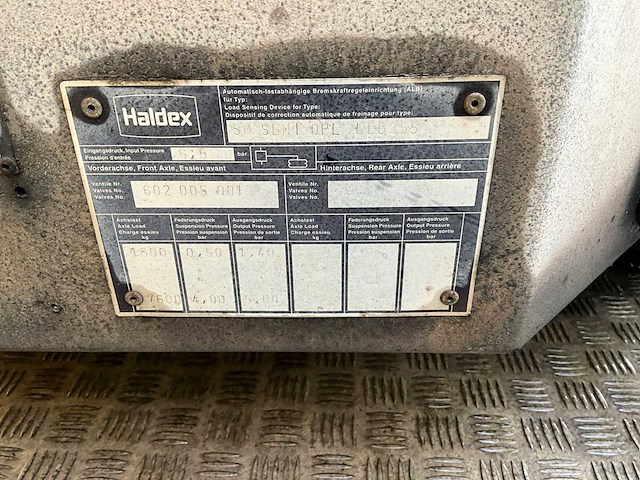 Haldex
Automatisch-lastabhängige Bremskraftregeleinrichtung (ALB)
für Typ:
Load Sensing Device for Type:
Dispositif de correction automatique de freinage pour type:
Eingangsdruck, Input Pressure
Pression d'entrée
bar
Vorderachse, Front Axle, Essieu avant
Hinterachse, Rear Axle, Essieu arrière
Ventile Nr.
Valves No.
Valves No.
602 005 001
Ventile Nr.
Valves No.
Valves No.
Achslast
Axle Load
Charge essieu
kg
Federungsdruck
Suspension Pressure
Pression suspension
bar
Ausgangsdruck
Output Pressure
Pression de sortie
bar
Achslast
Axle Load
Charge essieu
kg
Federungsdruck
Suspension Pressure
Pression suspension
bar
Ausgangsdruck
Output Pressure
Pression de sortie
bar
1800 0,50 1,40
7600 4,00